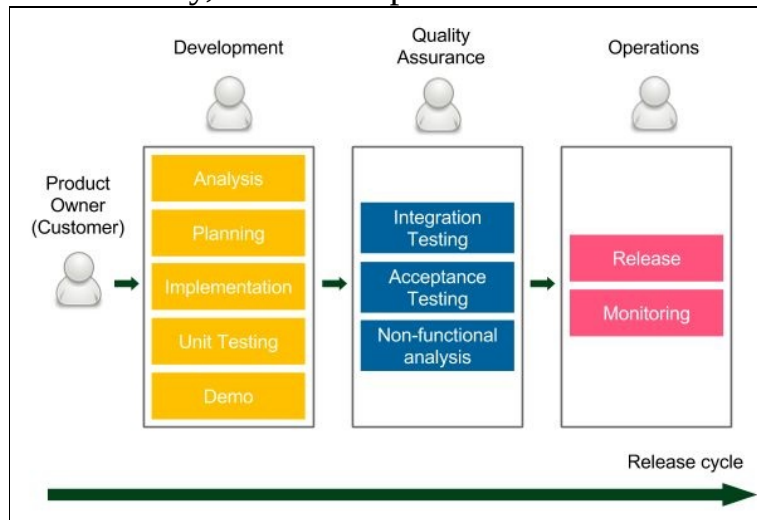 Development
Quality
Assurance
Operations
Product
Owner
(Customer)
Analysis
Planning
Implementation
Unit Testing
Demo
Integration
Testing
Acceptance
Testing
Non-functional
analysis
Release
Monitoring
Release cycle